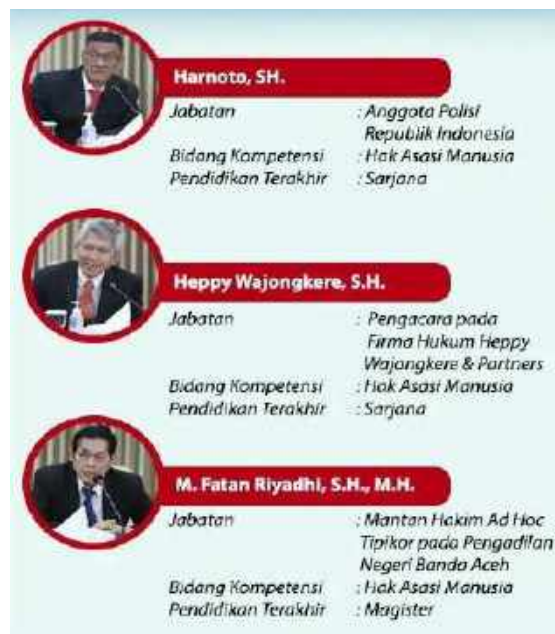 Harnoto, SH.
Jabatan : Anggota Polisi
Republik Indonesia
Bidang Kompetensi : Hak Asasi Manusia
Pendidikan Terakhir : Sarjana
Heppy Wajongkere, S.H.
Jabatan : Pengacara pada
Firma Hukum Heppy
Wajongkere & Partners
Bidang Kompetensi : Hak Asasi Manusia
Pendidikan Terakhir : Sarjana
M. Fatan Riyadhi, S.H., M.H.
Jabatan : Mantan Hakim Ad Hoc
Tipikor pada Pengadilan
Negeri Banda Aceh
Bidang Kompetensi : Hak Asasi Manusia
Pendidikan Terakhir : Magister